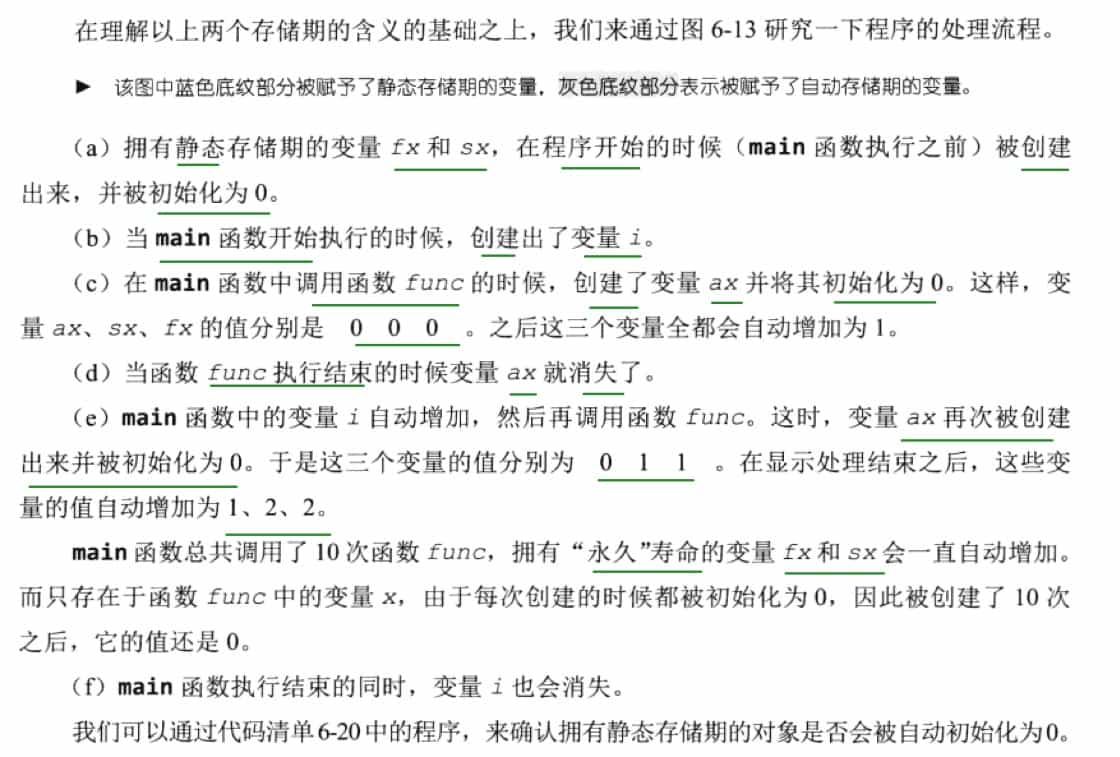 在理解以上两个存储期的含义的基础之上，我们来通过图 6-13 研究一下程序的处理流程。
▶ 该图中蓝色底纹部分被赋予了静态存储期的变量，灰色底纹部分表示被赋予了自动存储期的变量。
（a）拥有静态存储期的变量 fx 和 sx，在程序开始的时候（main 函数执行之前）被创建
出来，并被初始化为 0。
（b）当 main 函数开始执行的时候，创建出了变量 i。
（c）在 main 函数中调用函数 func 的时候，创建了变量 ax 并将其初始化为 0。这样，变
量 ax、sx、fx 的值分别是 0 0 0 。之后这三个变量全都会自动增加为 1。
（d）当函数 func 执行结束的时候变量 ax 就消失了。
（e）main 函数中的变量 i 自动增加，然后再调用函数 func。这时，变量 ax 再次被创建
出来并被初始化为 0。于是这三个变量的值分别为 0 1 1 。在显示处理结束之后，这些变
量的值自动增加为 1、2、2。
main 函数总共调用了 10 次函数 func，拥有“永久”寿命的变量 fx 和 sx 会一直自动增加。
而只存在于函数 func 中的变量 x，由于每次创建的时候都被初始化为 0，因此被创建了 10 次
之后，它的值还是 0。
（f）main 函数执行结束的同时，变量 i 也会消失。
我们可以通过代码清单 6-20 中的程序，来确认拥有静态存储期的对象是否会被自动初始化为 0。